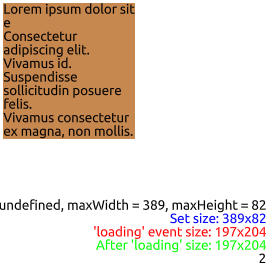 Lorem ipsum dolor sit
e
Consectetur
adipiscing elit.
Vivamus id.
Suspendisse
sollicitudin posuere
felis.
Vivamus consectetur
ex magna, non mollis.
undefined, maxWidth = 389, maxHeight = 82
Set size: 389x82
'loading' event size: 197x204
After 'loading' size: 197x204
2